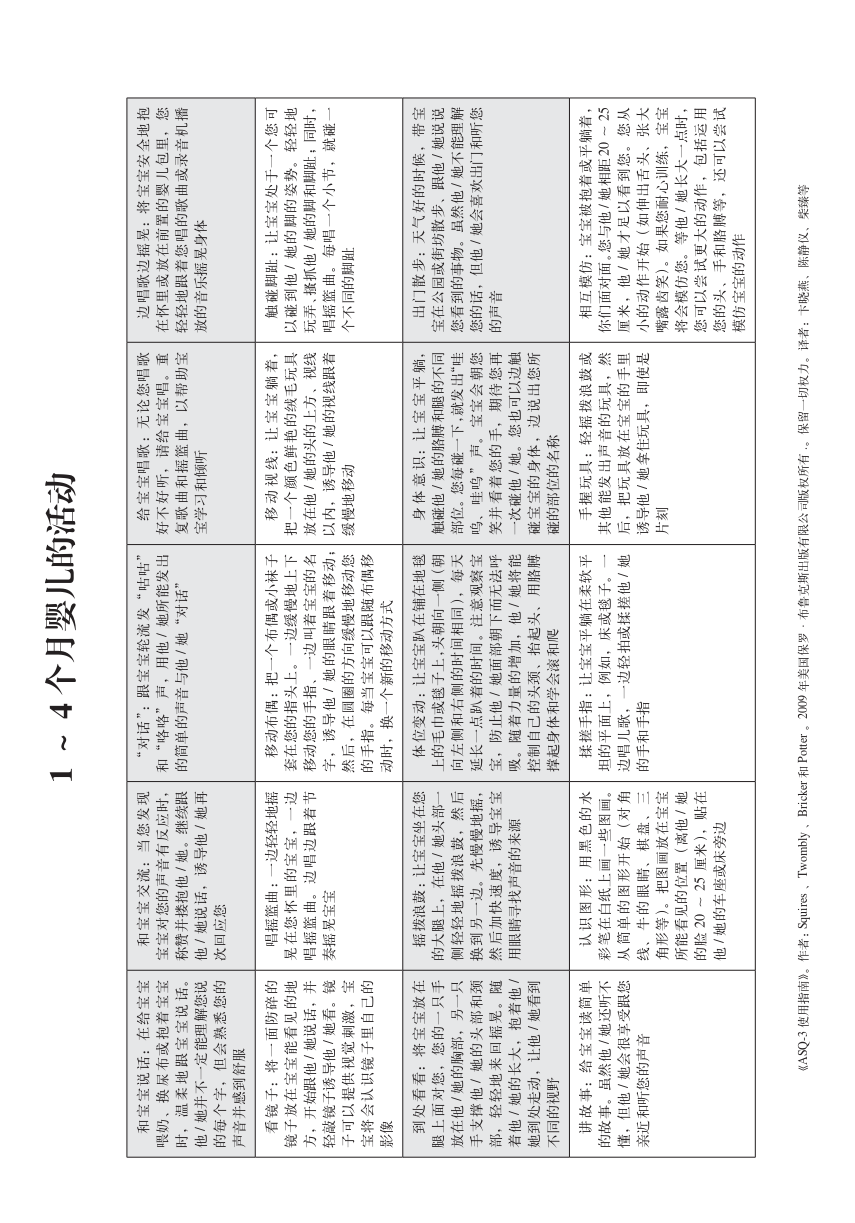 1 ~ 4 个月婴儿的活动
和宝宝说话：在给宝宝
喂奶、换尿布或抱着宝宝
时，温柔地跟宝宝说话。
他 / 她并不一定能理解您说
的每个字，但会熟悉您的
声音并感到舒服
和宝宝交流：当您发现
宝宝对您的声音有反应时，
称赞并搂抱他 / 她。继续跟
他 / 她说话，诱导他 / 她再
次回应您
“对话”：跟宝宝轮流发“咕咕”
和“咯咯”声，用他 / 她所能发出
的简单的声音与他 / 她“对话”
给宝宝唱歌：无论您唱歌
好不好听，请给宝宝唱。重
复歌曲和摇篮曲，以帮助宝
宝学习和倾听
边唱歌边摇晃：将宝宝安全地抱
在怀里或放在前置的婴儿包里，您
轻轻地跟着您唱的歌曲或录音机播
放的音乐摇晃身体
看镜子：将一面防碎的
镜子放在宝宝能看见的地
方，开始跟他 / 她说话，并
轻敲镜子诱导他 / 她看。镜
子可以提供视觉刺激，宝
宝将会认识镜子里自己的
影像
唱摇篮曲：一边轻轻地摇
晃在您怀里的宝宝，一边
唱摇篮曲。边唱边跟着节
奏摇晃宝宝
移动布偶：把一个布偶或小袜子
套在您的指头上。一边缓慢地上下
移动您的手指、一边叫着宝宝的名
字，诱导他 / 她的眼睛跟着移动；
然后，在圆圈的方向缓慢地移动您
的手指。每当宝宝可以跟随布偶移
动时，换一个新的移动方式
移动视线：让宝宝躺着，
把一个颜色鲜艳的绒毛玩具
放在他 / 她的头的上方、视线
以内，诱导他 / 她的视线跟着
缓慢地移动
触碰脚趾：让宝宝处于一个您可
以碰到他 / 她的脚的姿势。轻轻地
玩弄、搔抓他 / 她的脚和脚趾；同时，
唱摇篮曲。每唱一个小节，就碰一
个不同的脚趾
到处看看：将宝宝放在
腿上面对您，您的一只手
放在他 / 她的胸部，另一只
手支撑他 / 她的头部和颈
部，轻轻地来回摇晃。随
着他 / 她的长大，抱着他 /
她到处走动，让他 / 她看到
不同的视野
摇拨浪鼓：让宝宝坐在您
的大腿上，在他 / 她头部一
侧轻轻地摇拨浪鼓，然后
换到另一边。先慢慢地摇，
然后加快速度，诱导宝宝
用眼睛寻找声音的来源
体位变动：让宝宝趴在铺在地毯
上的毛巾或毯子上，头朝向一侧（朝
向左侧和右侧的时间相同），每天
延长一点趴着的时间。注意观察宝
宝，防止他 / 她面部朝下而无法呼
吸。随着力量的增加，他 / 她将能
控制自己的头颈、抬起头、用胳膊
撑起身体和学会滚和爬
身体意识：让宝宝平躺，
触碰他 / 她的胳膊和腿的不同
部位。您每碰一下，就发出“哇
呜、哇呜”声。宝宝会朝您
笑并看着您的手，期待您再
一次碰他 / 她。您也可以边触
碰宝宝的身体，边说出您所
碰的部位的名称
出门散步：天气好的时候，带宝
宝在公园或街坊散步、跟他 / 她说说
您看到的事物。虽然他 / 她不能理解
您的话，但他 / 她会喜欢出门和听您
的声音
讲故事：给宝宝读简单
的故事。虽然他 / 她还听不
懂，但他 / 她会很享受跟您
亲近和听您的声音
认识图形：用黑色的水
彩笔在白纸上画一些图画。
从简单的图形开始（对角
线、牛的眼睛、棋盘、三
角形等）。把图画放在宝宝
所能看见的位置（离他 / 她
的脸 20 ~ 25 厘米），贴在
他 / 她的车座或床旁边
揉搓手指：让宝宝平躺在柔软平
坦的平面上，例如，床或毯子。一
边唱儿歌，一边轻拍或揉搓他 / 她
的手和手指
手握玩具：轻摇拨浪鼓或
其他能发出声音的玩具，然
后，把玩具放在宝宝的手里
诱导他 / 她拿住玩具，即使是
片刻
相互模仿：宝宝被抱着或平躺着，
你们面对面。您与他 / 她相距 20 ~ 25
厘米，他 / 她才足以看到您。您从
小的动作开始（如伸出舌头、张大
嘴露齿笑）。如果您耐心训练，宝宝
将会模仿您。等他 / 她长大一点时，
您可以尝试更大的动作，包括运用
您的头、手和胳膊等，还可以尝试
模仿宝宝的动作
《ASQ-3 使用指南》。作者：Squires 、Twombly 、Bricker 和 Potter 。2009 年美国保罗 · 布鲁克斯出版有限公司版权所有 .。保留一切权力。译者：卞晓燕，陈静仪、柴臻等